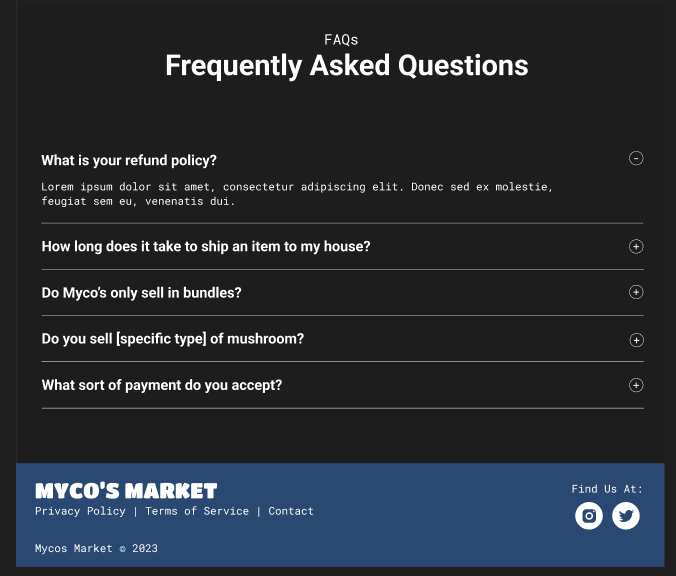 FAQs
Frequently Asked Questions
What is your refund policy?
Lorem ipsum dolor sit amet, consectetur adipiscing elit. Donec sed ex molestie,
feugiat sem eu, venenatis dui.
How long does it take to ship an item to my house?
Do Myco's only sell in bundles?
Do you sell [specific type] of mushroom?
What sort of payment do you accept?
MYCO'S MARKET
Privacy Policy | Terms of Service | Contact
Find Us At:
Mycos Market © 2023